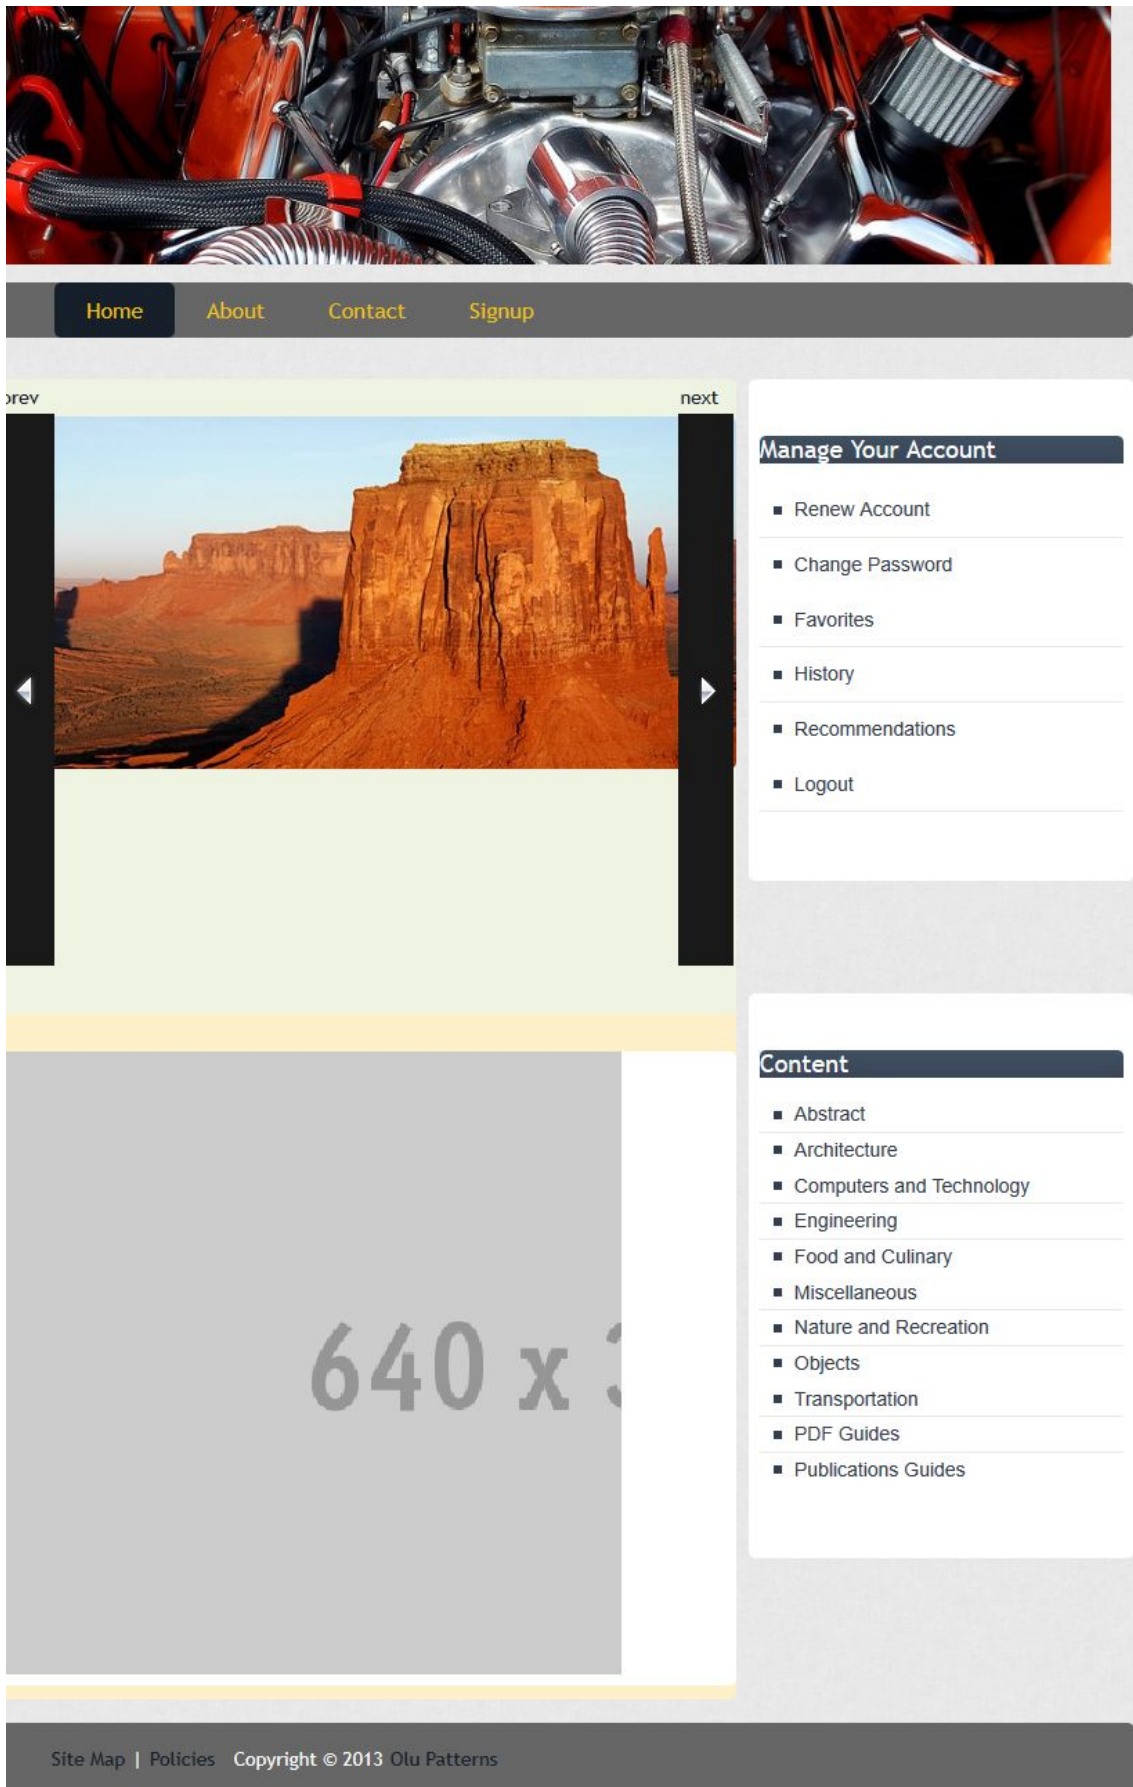 Home About Contact Signup
prev next
Manage Your Account
Renew Account
Change Password
Favorites
History
Recommendations
Logout
Content
Abstract
Architecture
Computers and Technology
Engineering
Food and Culinary
Miscellaneous
Nature and Recreation
Objects
Transportation
PDF Guides
Publications Guides
640 x
Site Map | Policies Copyright © 2013 Olu Patterns